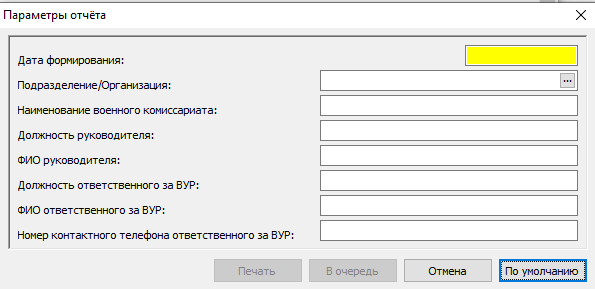 Параметры отчёта
Дата формирования:
Подразделение/Организация:
...
Наименование военного комиссариата:
Должность руководителя:
ФИО руководителя:
Должность ответственного за ВУР:
ФИО ответственного за ВУР:
Номер контактного телефона ответственного за ВУР:
Печать В очередь Отмена По умолчанию